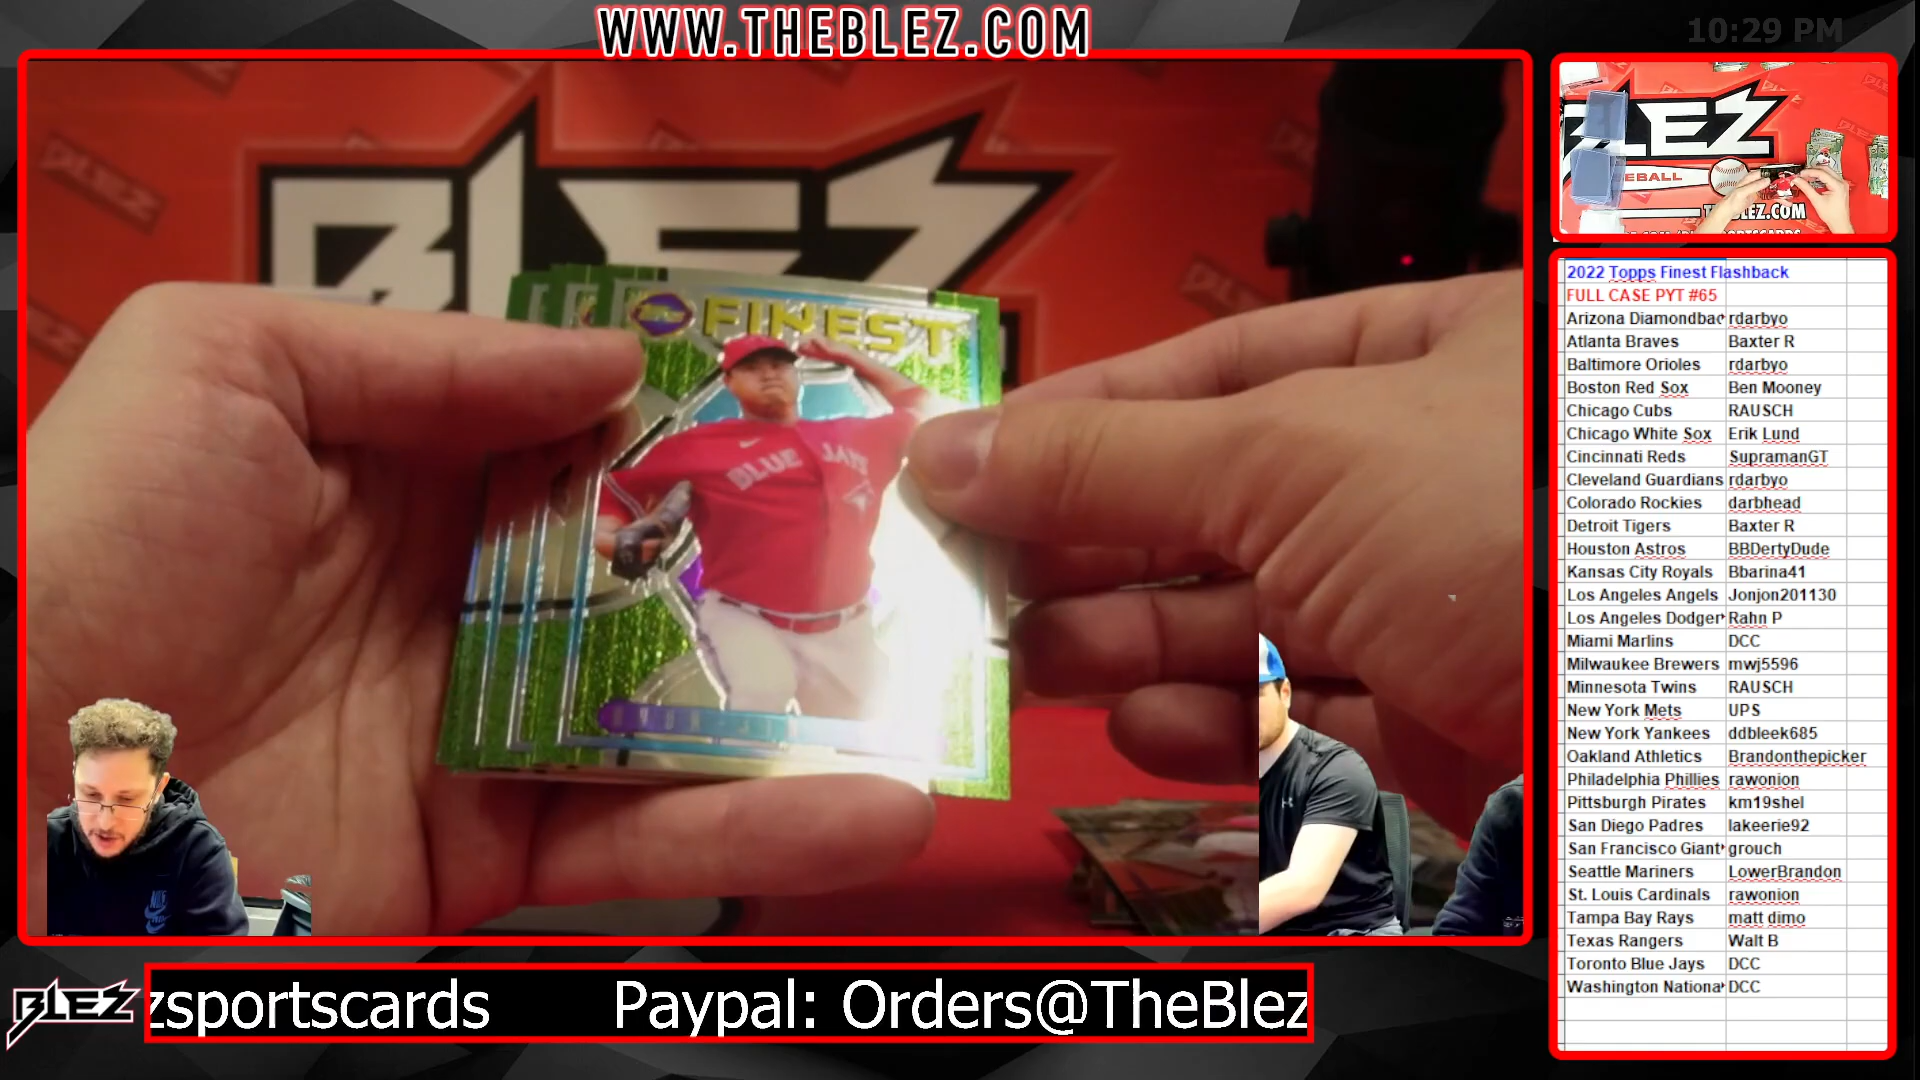 WWW.THEBLEZ.COM
10:29 PM
BLEZ
FINEST
BLUE JAYS
LEZ
EBALL
BLEZ.COM
2022 Topps Finest Flashback
FULL CASE PYT #65
Arizona Diamondbac rdarbyo
Atlanta Braves Baxter R
Baltimore Orioles rdarbyo
Boston Red Sox Ben Mooney
Chicago Cubs RAUSCH
Chicago White Sox Erik Lund
Cincinnati Reds SupramanGT
Cleveland Guardians rdarbyo
Colorado Rockies darbhead
Detroit Tigers Baxter R
Houston Astros BBDertyDude
Kansas City Royals Bbarina41
Los Angeles Angels Jonjon201130
Los Angeles Dodger Rahn P
Miami Marlins DCC
Milwaukee Brewers mwj5596
Minnesota Twins RAUSCH
New York Mets UPS
New York Yankees ddbleek685
Oakland Athletics Brandonthepicker
Philadelphia Phillies rawonion
Pittsburgh Pirates km19shel
San Diego Padres lakeerie92
San Francisco Giant grouch
Seattle Mariners LowerBrandon
St. Louis Cardinals rawonion
Tampa Bay Rays matt dimo
Texas Rangers Walt B
Toronto Blue Jays DCC
Washington Nationa DCC
BLEZ
zsportscards Paypal: Orders@TheBlez